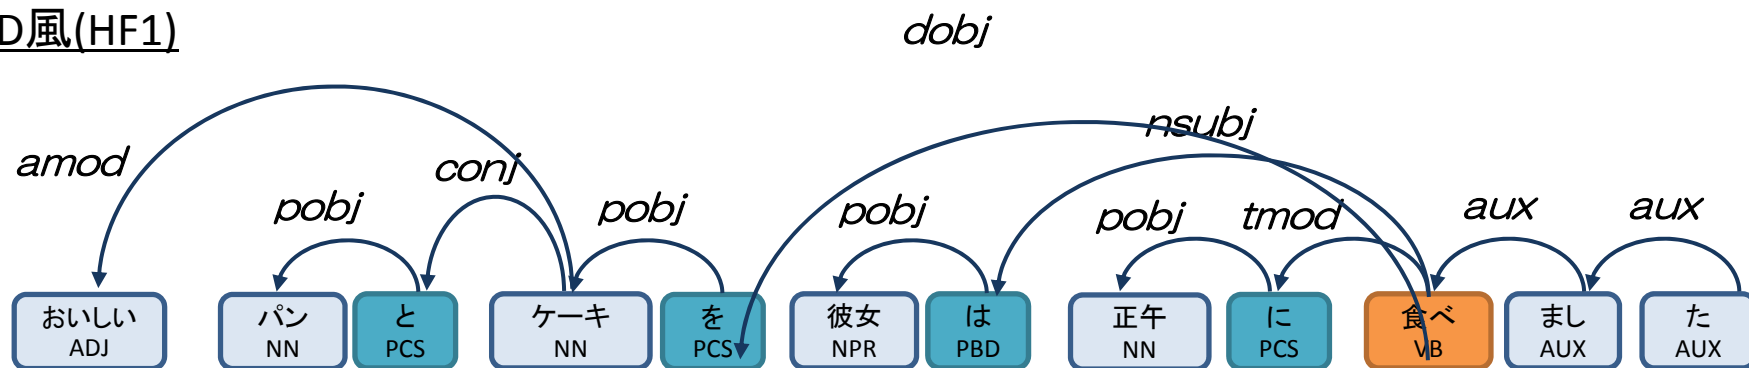 D風(HF1)
dobj
nsubj
amod
conj
pobj
pobj
pobj
pobj
tmod
aux
aux
おいしい パン と ケーキ を 彼女 は 正午 に 食べ まし た
ADJ NN PCS NN PCS NPR PBD NN PCS VB AUX AUX